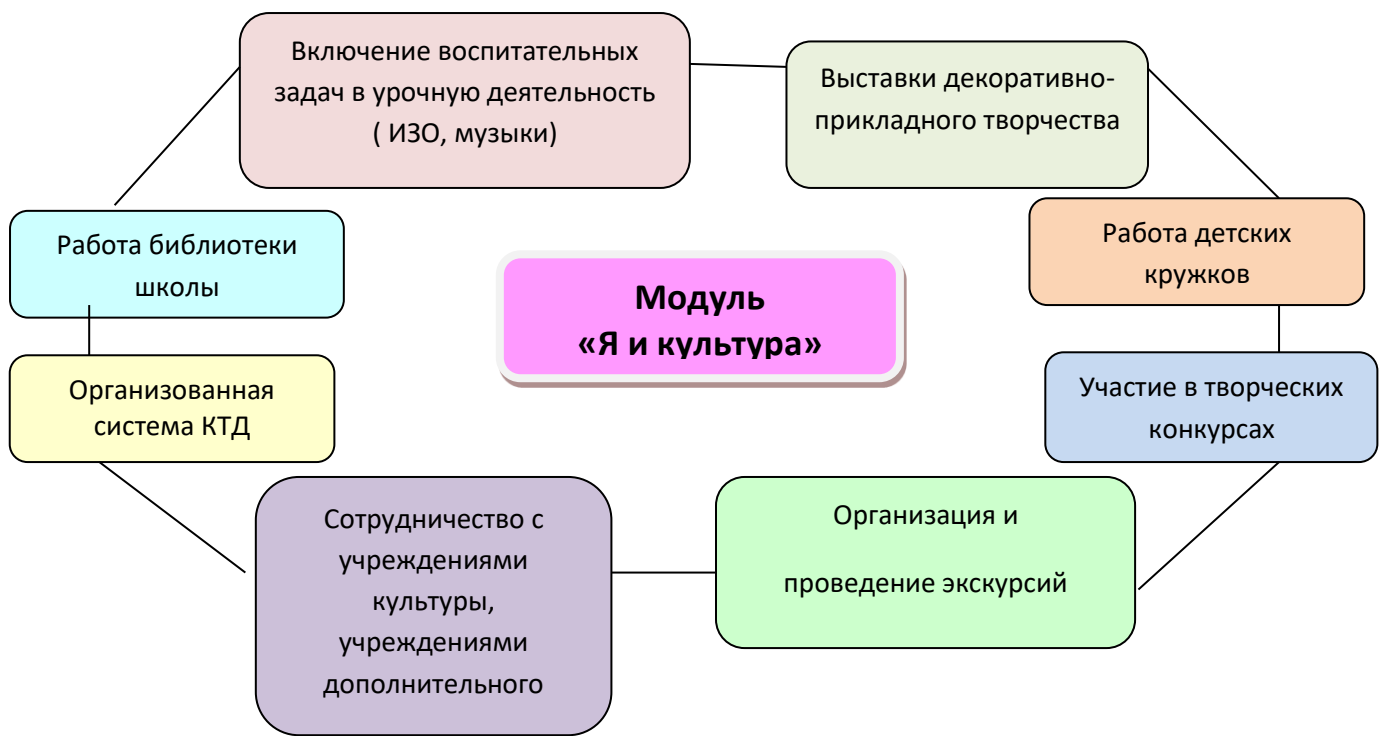 Включение воспитательных
задач в урочную деятельность
( ИЗО, музыки)
Выставки декоративно-
прикладного творчества
Работа библиотеки
школы
Работа детских
кружков
Модуль
«Я и культура»
Организованная
система КТД
Участие в творческих
конкурсах
Сотрудничество с
учреждениями
культуры,
учреждениями
дополнительного
Организация и
проведение экскурсий